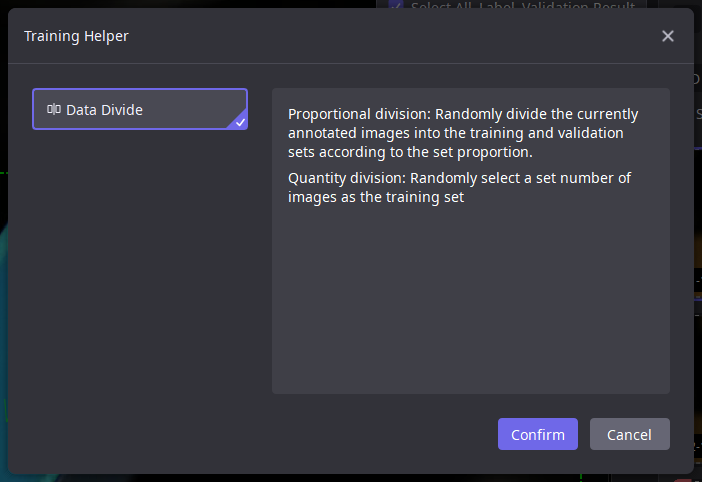 Select All Label Validation Result
Training Helper
Data Divide
Proportional division: Randomly divide the currently
annotated images into the training and validation
sets according to the set proportion.
Quantity division: Randomly select a set number of
images as the training set
Confirm
Cancel